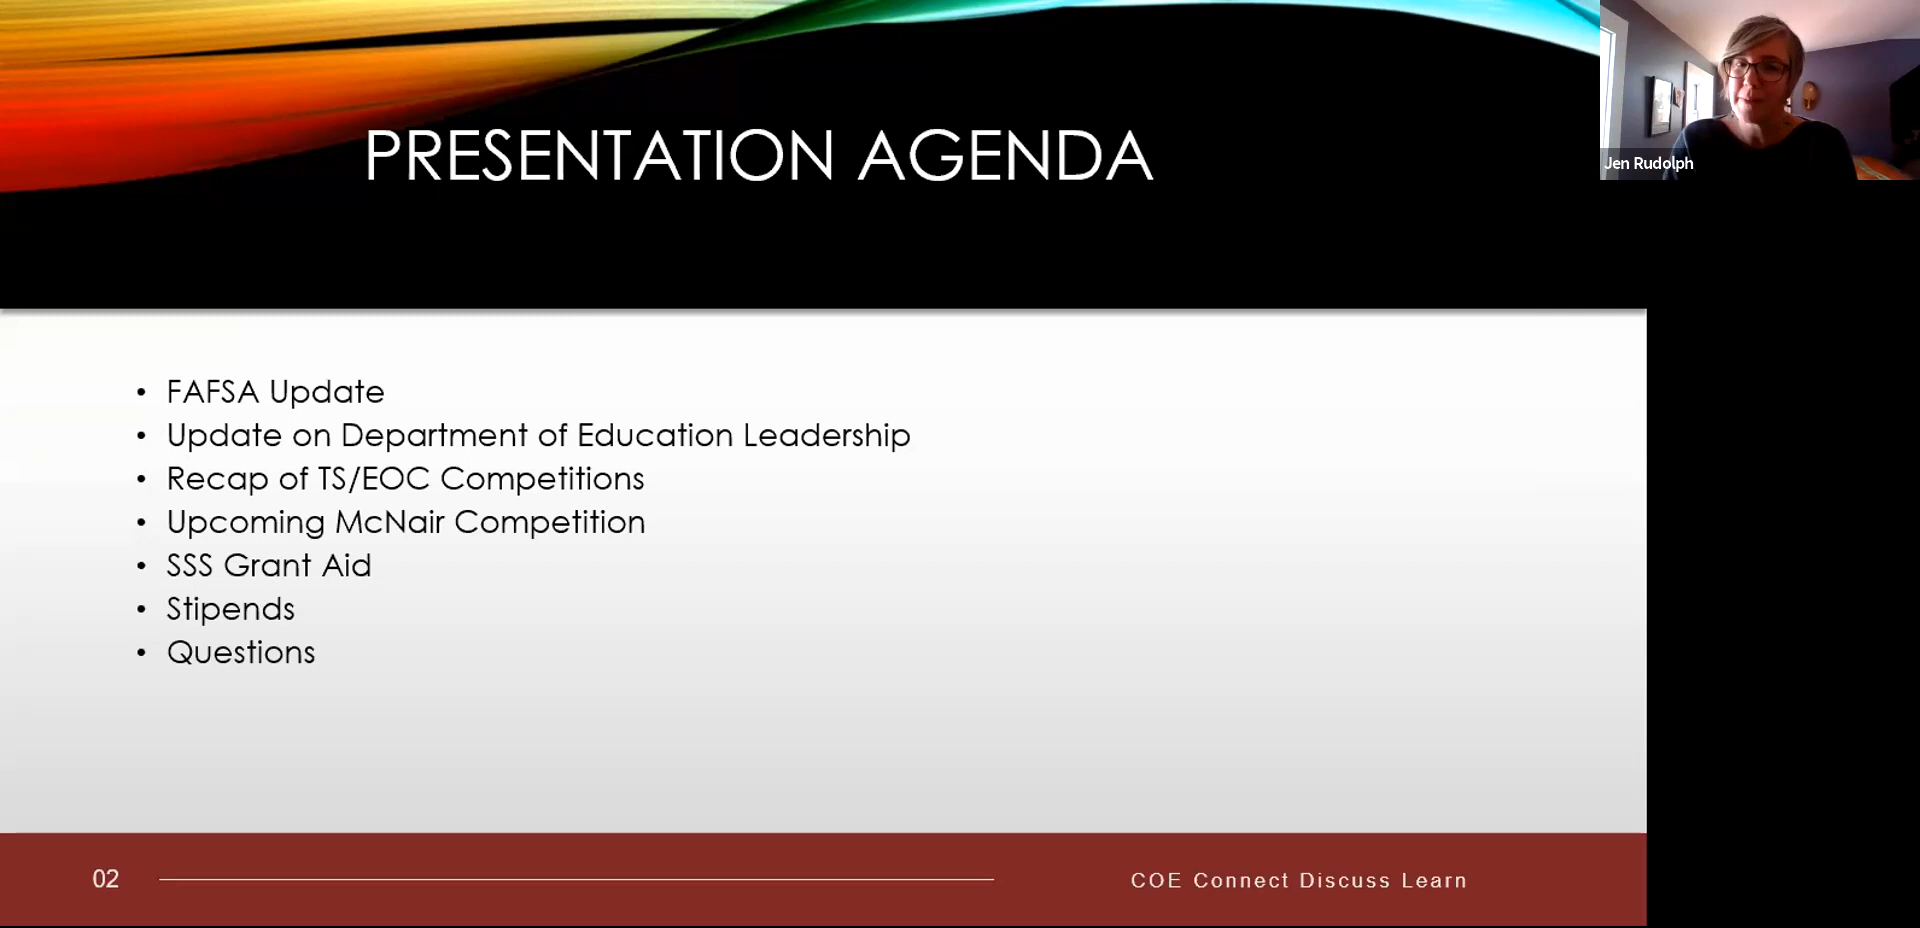 PRESENTATION AGENDA
Jen Rudolph
• FAFSA Update
• Update on Department of Education Leadership
• Recap of TS/EOC Competitions
• Upcoming McNair Competition
• SSS Grant Aid
• Stipends
• Questions
02
COE Connect Discuss Learn